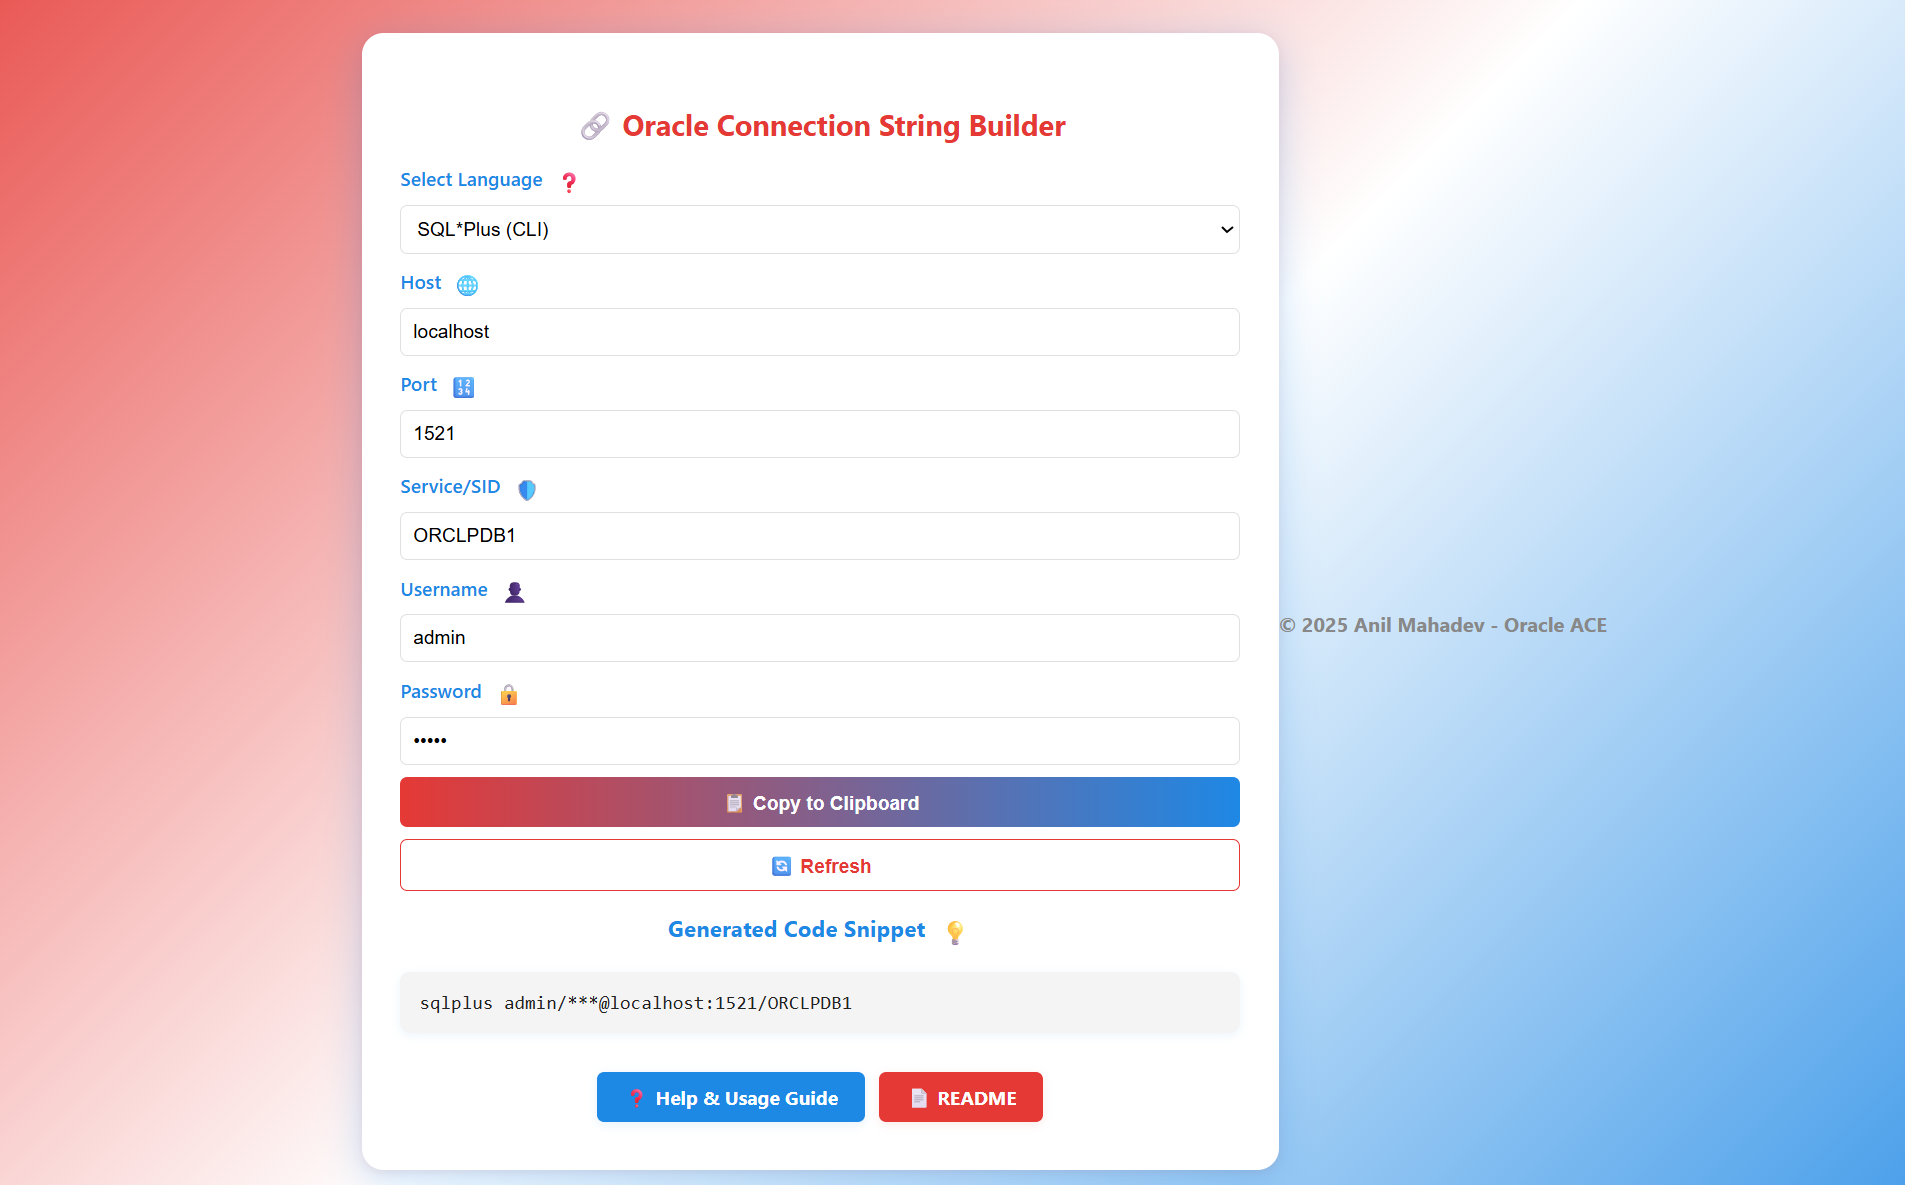 Oracle Connection String Builder
Select Language
SQL*Plus (CLI)
Host
localhost
Port
1521
Service/SID
ORCLPDB1
Username
admin
© 2025 Anil Mahadev - Oracle ACE
Password
•••••
Copy to Clipboard
Refresh
Generated Code Snippet
sqlplus admin/***@localhost:1521/ORCLPDB1
Help & Usage Guide
README